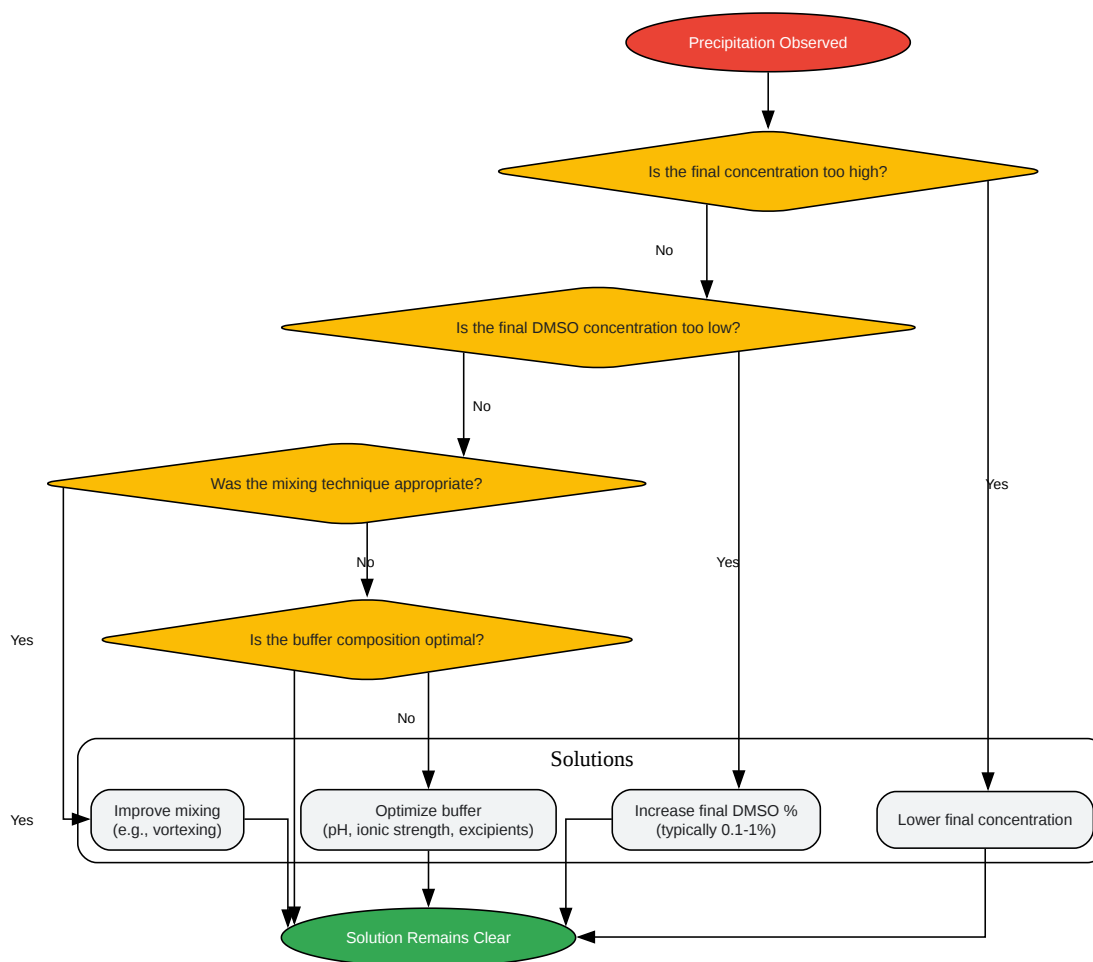 Precipitation Observed
Is the final concentration too high?
No
Is the final DMSO concentration too low?
No
Yes
Was the mixing technique appropriate?
No
Yes
Yes
Is the buffer composition optimal?
No
Solutions
Improve mixing
(e.g., vortexing)
Optimize buffer
(pH, ionic strength, excipients)
Increase final DMSO %
(typically 0.1-1%)
Lower final concentration
Yes
Solution Remains Clear